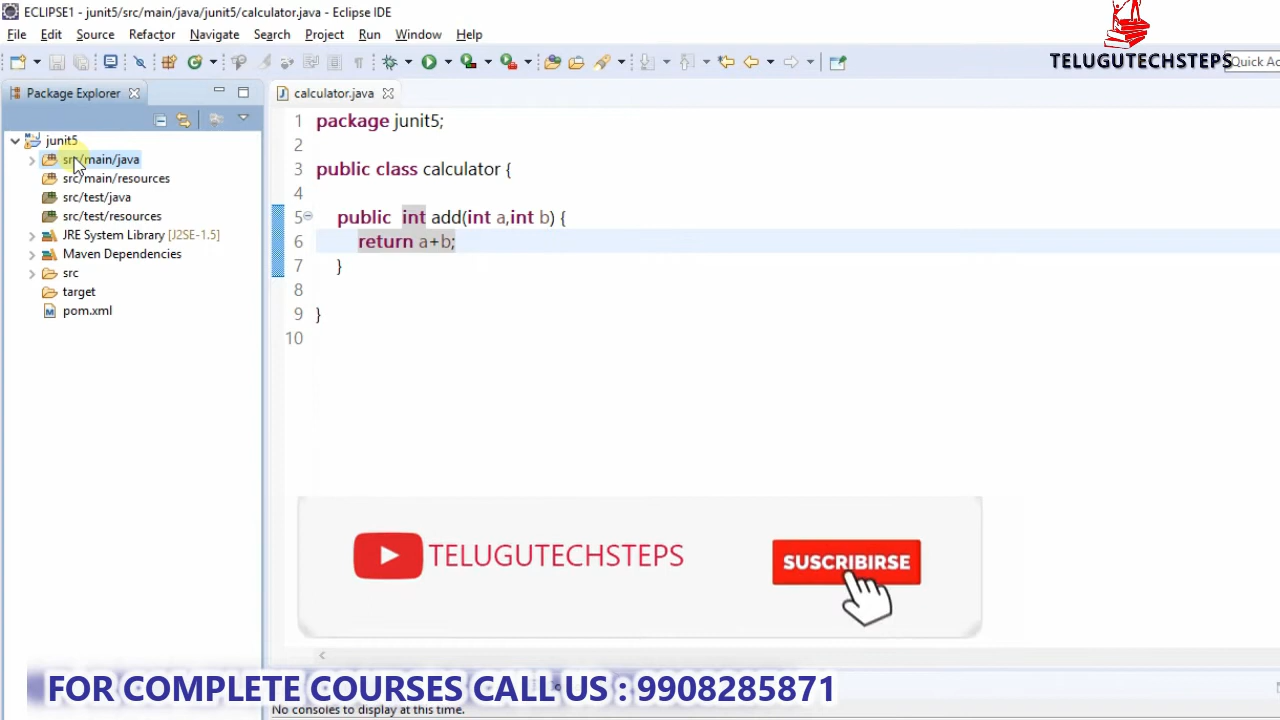 ECLIPSE1 - junit5/src/main/java/junit5/calculator.java - Eclipse IDE
File Edit Source Refactor Navigate Search Project Run Window Help
TELUGUTECHSTEPS
Quick Ac
Package Explorer
calculator.java
junit5
src/main/java
src/main/resources
src/test/java
src/test/resources
JRE System Library [J2SE-1.5]
Maven Dependencies
src
target
pom.xml
1 package junit5;
2
3 public class calculator {
4
5 public int add(int a,int b) {
6 return a+b;
7 }
8
9 }
10
TELUGUTECHSTEPS
SUSCRIBIRSE
FOR COMPLETE COURSES CALL US : 9908285871
No consoles to display at this time.